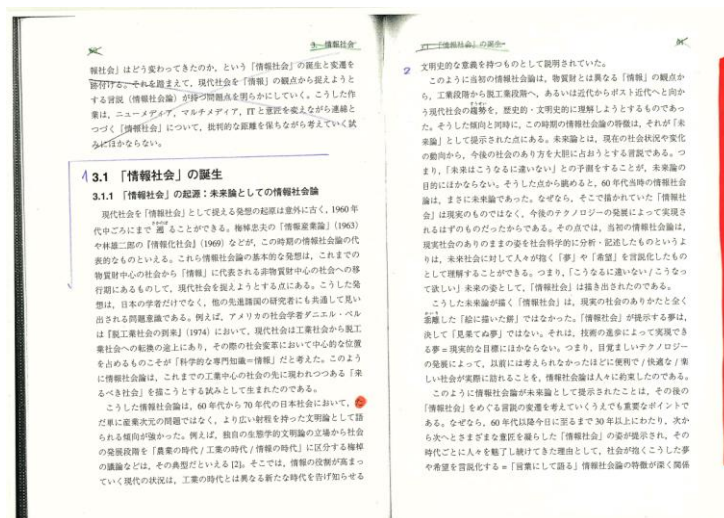 3 情報社会
報社会」はどう変わってきたのか、という「情報社会」の誕生と変遷を
跡付ける。それを踏まえて、現代社会を「情報」の観点から捉えようと
する言説（情報社会論）が持つ問題点を明らかにしていく。こうした作
業は、ニューメディア、マルチメディア、ITと意匠を変えながら連綿と
つづく「情報社会」について、批判的な距離を保ちながら考えていく試
みにほかならない。
1
3.1 「情報社会」の誕生
3.1.1 「情報社会」の起源：未来論としての情報社会論
現代社会を「情報社会」として捉える発想の起原は意外に古く、1960年
代中ごろにまで遡ることができる。梅棹忠夫の『情報産業論』（1963）
や林雄二郎の『情報化社会』（1969）などが、この時期の情報社会論の代
表的なものといえる。これら情報社会論の基本的な発想は、これまでの
物質財中心の社会から「情報」に代表される非物質財中心の社会への移
行期にあるものして、現代社会を捉えようとする点にある。こうした発
想は、日本の学者だけでなく、他の先進諸国の研究者にも共通して見い
出される問題意識である。例えば、アメリカの社会学者ダニエル・ベル
は『脱工業社会の到来』（1974）において、現代社会は工業社会から脱工
業社会への転換の途上にあり、その際の社会変革において中心的な位置
を占めるものこそが「科学的な専門知識＝情報」だと考えた。このよう
に情報社会論は、これまでの工業中心の社会の先に現われつつある「来
るべき社会」を描こうとする試みとして生まれたのである。
こうした情報社会論は、60年代から70年代の日本社会において、た
だ単に産業次元の問題ではなく、より広い射程を持った文明論として語
られる傾向が強かった。例えば、独自の生態学的文明論の立場から社会
の発展段階を「農業の時代／工業の時代／情報の時代」に区分する梅棹
の議論などは、その典型だといえる[2]。そこでは、情報の役割が高まっ
ていく現代の状況は、工業の時代とは異なる新たな時代を告げ知らせる
「情報社会」の誕生
2
文明史的な意義を持つものとして説明されていた。
このように当初の情報社会論は、物質財とは異なる「情報」の観点か
ら、工業段階から脱工業段階へ、あるいは近代からポスト近代へと向か
う現代社会の趨勢を、歴史的・文明史的に理解しようとするものであっ
た。そうした傾向と同時に、この時期の情報社会論の特徴は、それが「未
来論」として提示された点にある。未来論とは、現在の社会状況や変化
の動向から、今後の社会のあり方を大胆に占おうとする言説である。つ
まり、「未来はこうなるに違いない」との予測をすることが、未来論の
目的にほかならない。そうした点から眺めると、60年代当時の情報社会
論は、まさに未来論であった。なぜなら、そこで描かれていた「情報社
会」は現実のものではなく、今後のテクノロジーの発展によって実現さ
れるはずのものだったからである。その点では、当初の情報社会論は、
現実社会のありのままの姿を社会科学的に分析・記述したものというよ
りは、未来社会に対して人々が抱く「夢」や「希望」を言説化したもの
として理解することができる。つまり、「こうなるに違いない／こうなっ
て欲しい」未来の姿として、「情報社会」は描き出されたのである。
こうした未来論が描く「情報社会」は、現実の社会のありかたと全く
乖離した「絵に描いた餅」ではなかった。「情報社会」が提示する夢は、
決して「見果てぬ夢」ではない。それは、技術の進歩によって実現でき
る夢＝現実的な目標にほかならない。つまり、目覚ましいテクノロジー
の発展によって、以前には考えられなかったほどに便利で／快適な／楽
しい社会が実際に訪れることを、情報社会論は人々に約束したのである。
このように情報社会論が未来論として提示されたことは、その後の
「情報社会」をめぐる言説の変遷を考えていくうえでも重要なポイントで
ある。なぜなら、60年代以降今日に至るまで30年以上にわたり、次か
ら次へとさまざまな意匠を凝らした「情報社会」の姿が提示され、その
時代ごとに人々を魅了し続けてきた理由として、社会が抱くこうした夢
や希望を言説化する＝「言葉にして語る」情報社会論の特徴が深く関係